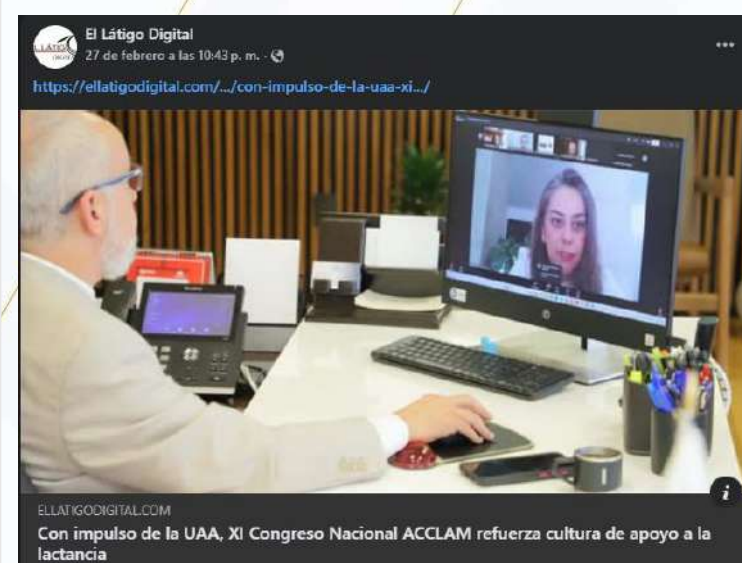 El Látigo Digital
27 de febrero a las 10:43 p. m. ·
https://ellatigodigital.com/.../con-impulso-de-la-uaa-xi.../
ELLATIGODIGITAL.COM
Con impulso de la UAA, XI Congreso Nacional ACCLAM refuerza cultura de apoyo a la
lactancia